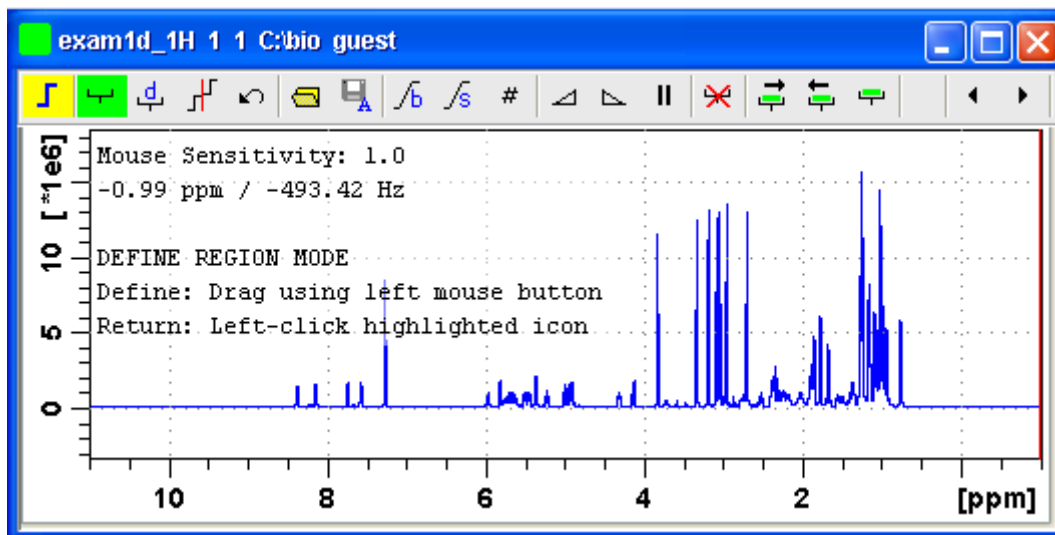 exam1d_1H 1 1 C:\bio guest
d b s # A
[*1e6]
Mouse Sensitivity: 1.0
-0.99 ppm / -493.42 Hz
10
DEFINE REGION MODE
Define: Drag using left mouse button
5
Return: Left-click highlighted icon
0
10 8 6 4 2 [ppm]